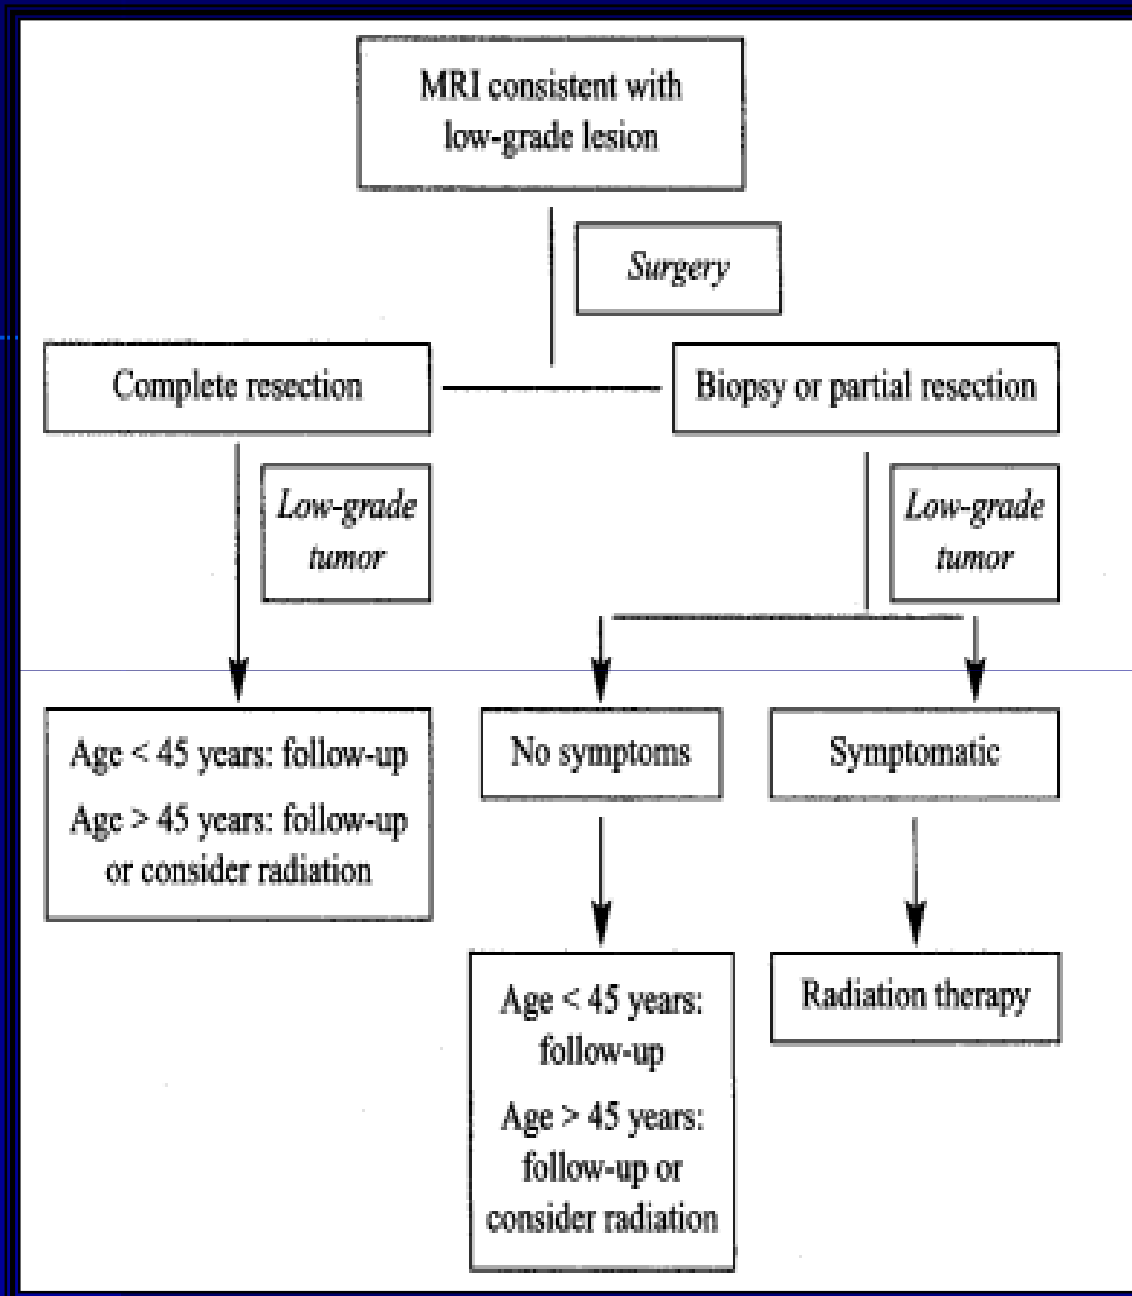 MRI consistent with
low-grade lesion
Surgery
Complete resection
Biopsy or partial resection
Low-grade
tumor
Low-grade
tumor
Age < 45 years: follow-up
Age > 45 years: follow-up
or consider radiation
No symptoms
Symptomatic
Age < 45 years:
follow-up
Age > 45 years:
follow-up or
consider radiation
Radiation therapy